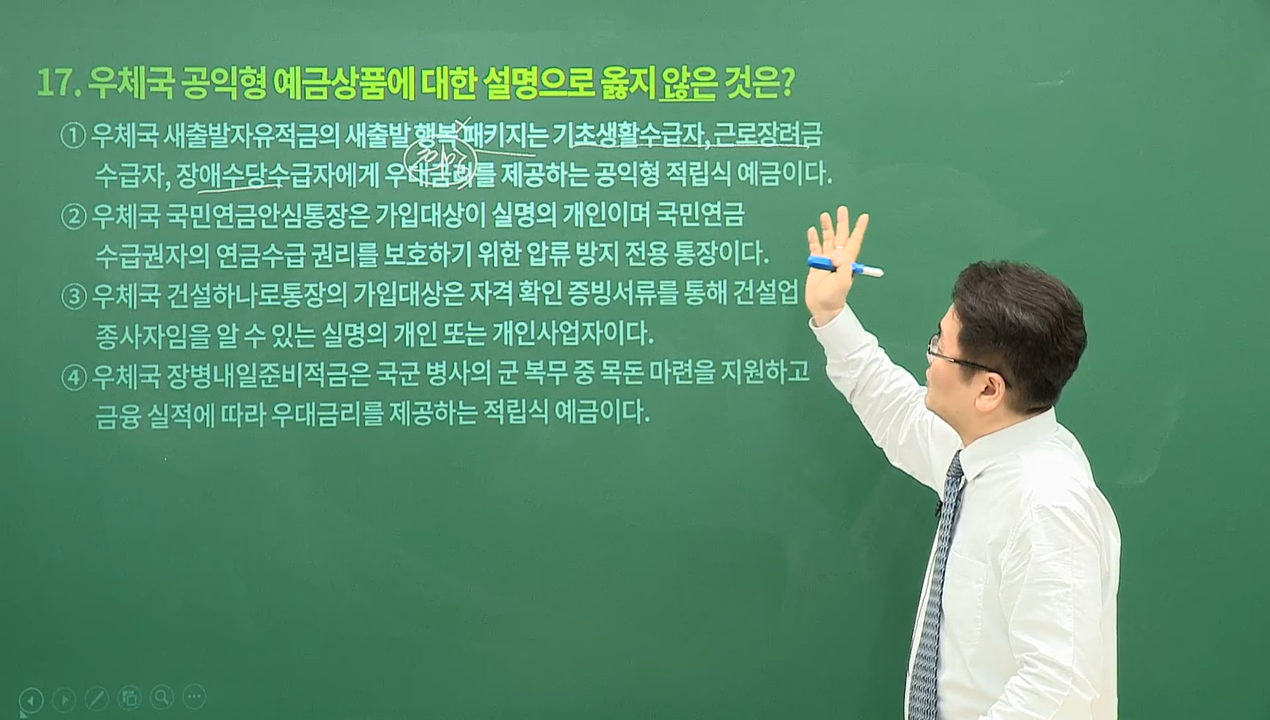 17. 우체국 공익형 예금상품에 대한 설명으로 옳지 않은 것은?
① 우체국 새출발자유적금의 새출발 행복 패키지는 기초생활수급자, 근로장려금
수급자, 장애수당수급자에게 우대금리를 제공하는 공익형 적립식 예금이다.
② 우체국 국민연금안심통장은 가입대상이 실명의 개인이며 국민연금
수급권자의 연금수급 권리를 보호하기 위한 압류 방지 전용 통장이다.
③ 우체국 건설하나로통장의 가입대상은 자격 확인 증빙서류를 통해 건설업
종사자임을 알 수 있는 실명의 개인 또는 개인사업자이다.
④ 우체국 장병내일준비적금은 국군 병사의 군 복무 중 목돈 마련을 지원하고
금융 실적에 따라 우대금리를 제공하는 적립식 예금이다.